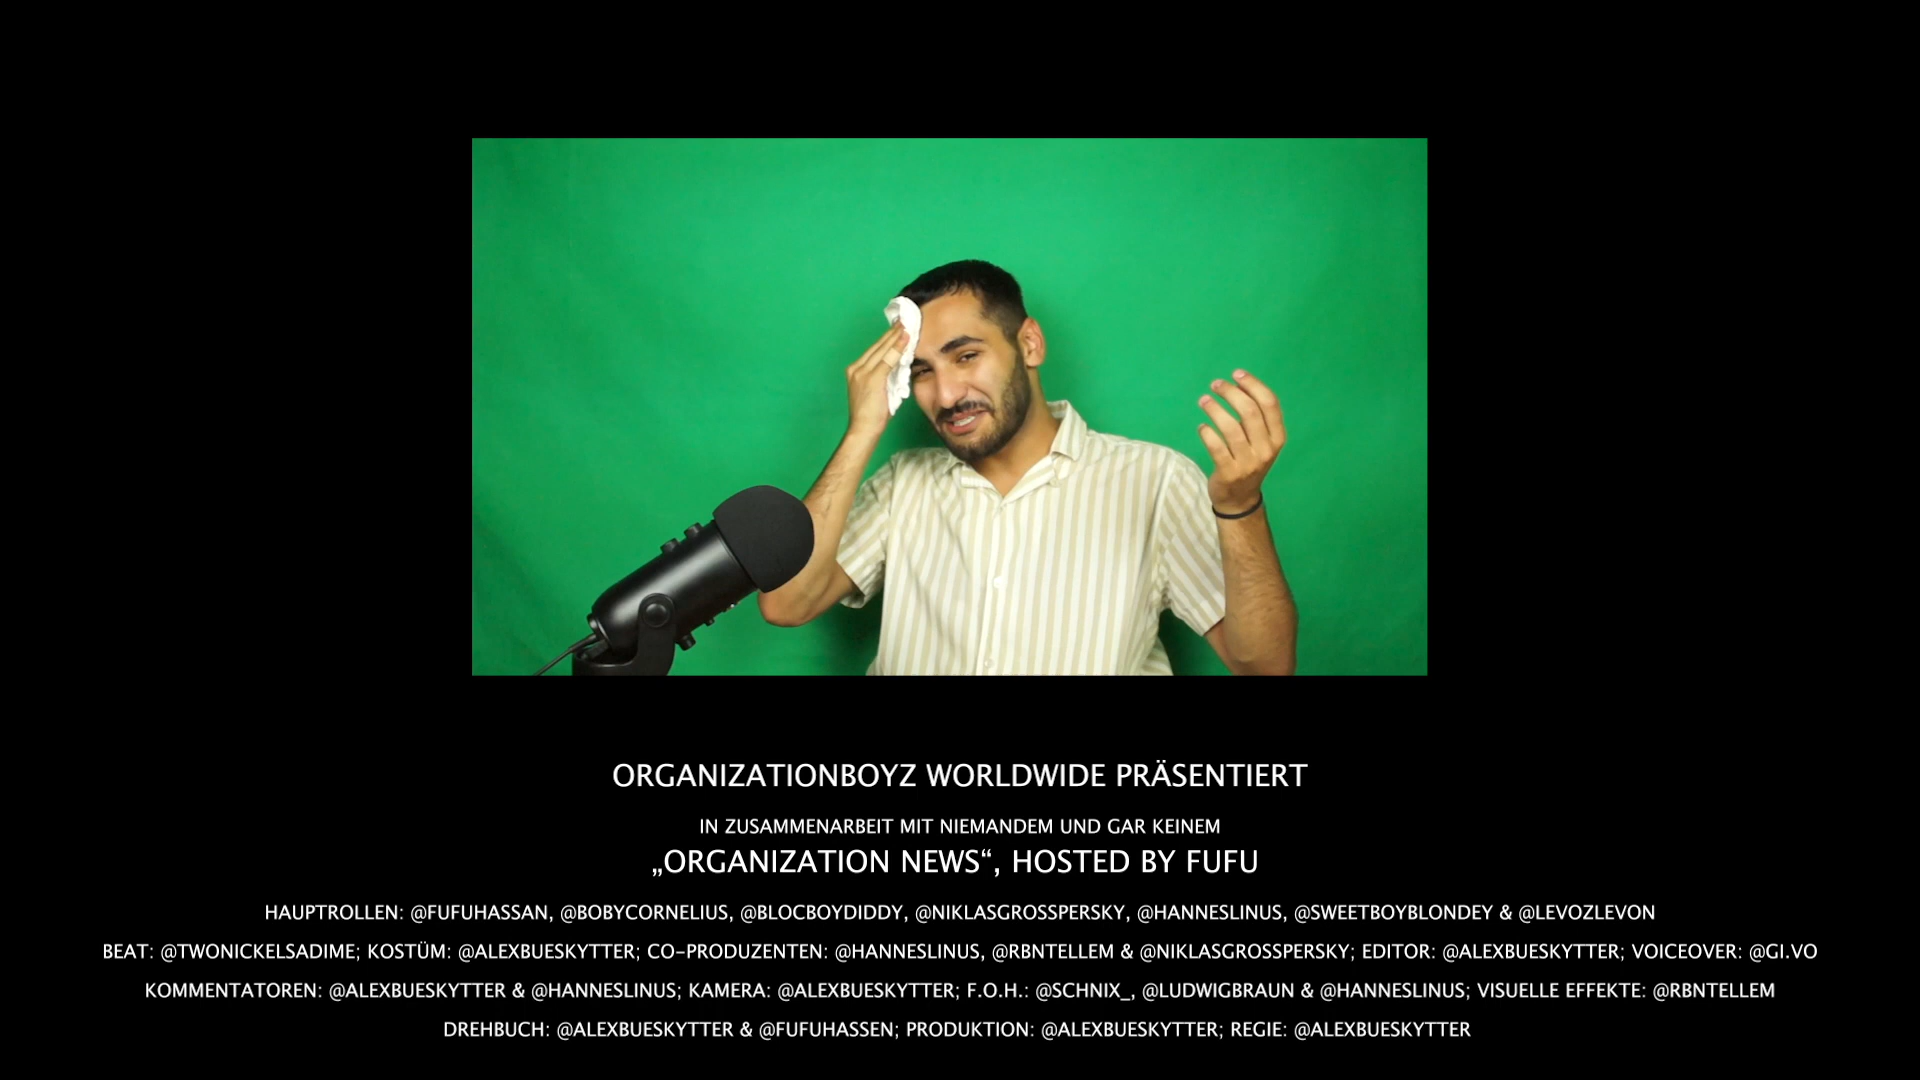 ORGANIZATIONBOYZ WORLDWIDE PRÄSENTIERT
IN ZUSAMMENARBEIT MIT NIEMANDEM UND GAR KEINEM
„ORGANIZATION NEWS“, HOSTED BY FUFU
HAUPTROLLEN: @FUFUHASSAN, @BOBYCORNELIUS, @BLOCBOYDIDDY, @NIKLASGROSSPERSKY, @HANNESLINUS, @SWEETBOYBLONDEY & @LEVOZLEVON
BEAT: @TWONICKELSADIME; KOSTÜM: @ALEXBUESKYTTER; CO-PRODUZENTEN: @HANNESLINUS, @RBNTELLEM & @NIKLASGROSSPERSKY; EDITOR: @ALEXBUESKYTTER; VOICEOVER: @GI.VO
KOMMENTATOREN: @ALEXBUESKYTTER & @HANNESLINUS; KAMERA: @ALEXBUESKYTTER; F.O.H.: @SCHNIX_, @LUDWIGBRAUN & @HANNESLINUS; VISUELLE EFFEKTE: @RBNTELLEM
DREHBUCH: @ALEXBUESKYTTER & @FUFUHASSEN; PRODUKTION: @ALEXBUESKYTTER; REGIE: @ALEXBUESKYTTER